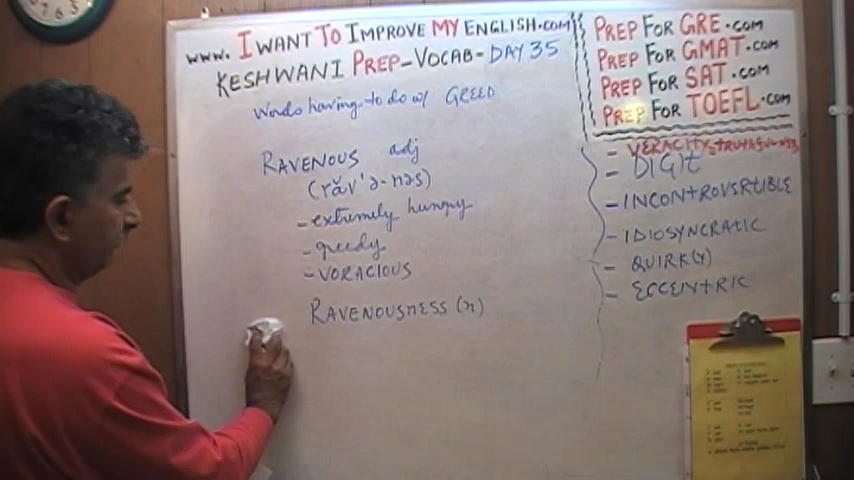 www. I WANT TO IMPROVE MY ENGLISH.com
KESHWANI PREP-VOCAB-DAY 35
Words having to do w/ GREED
RAVENOUS adj
(răv'ə-nəs)
- extremely hungry
- greedy
- VORACIOUS
RAVENOUSNESS (n)
PREP FOR GRE.com
PREP FOR GMAT.com
PREP FOR SAT.com
PREP FOR TOEFL.com
- VERACITY = TRUTHFULNESS
- DIGIT
- INCONTROVERTIBLE
- IDIOSYNCRATIC
- QUIRK(Y)
- ECCENTRIC